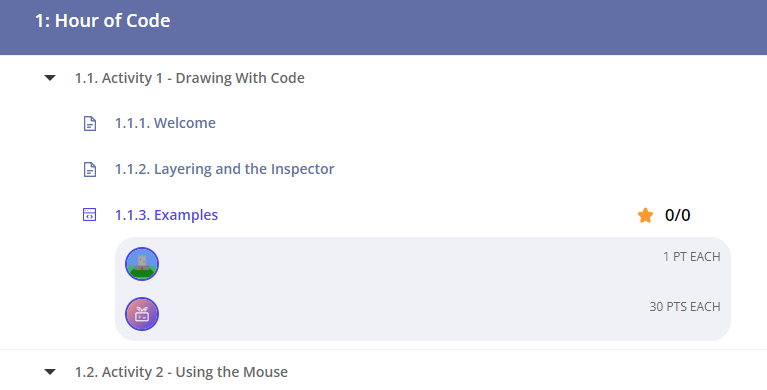 1: Hour of Code
1.1. Activity 1 - Drawing With Code
1.1.1. Welcome
1.1.2. Layering and the Inspector
1.1.3. Examples 0/0
1 PT EACH
30 PTS EACH
1.2. Activity 2 - Using the Mouse